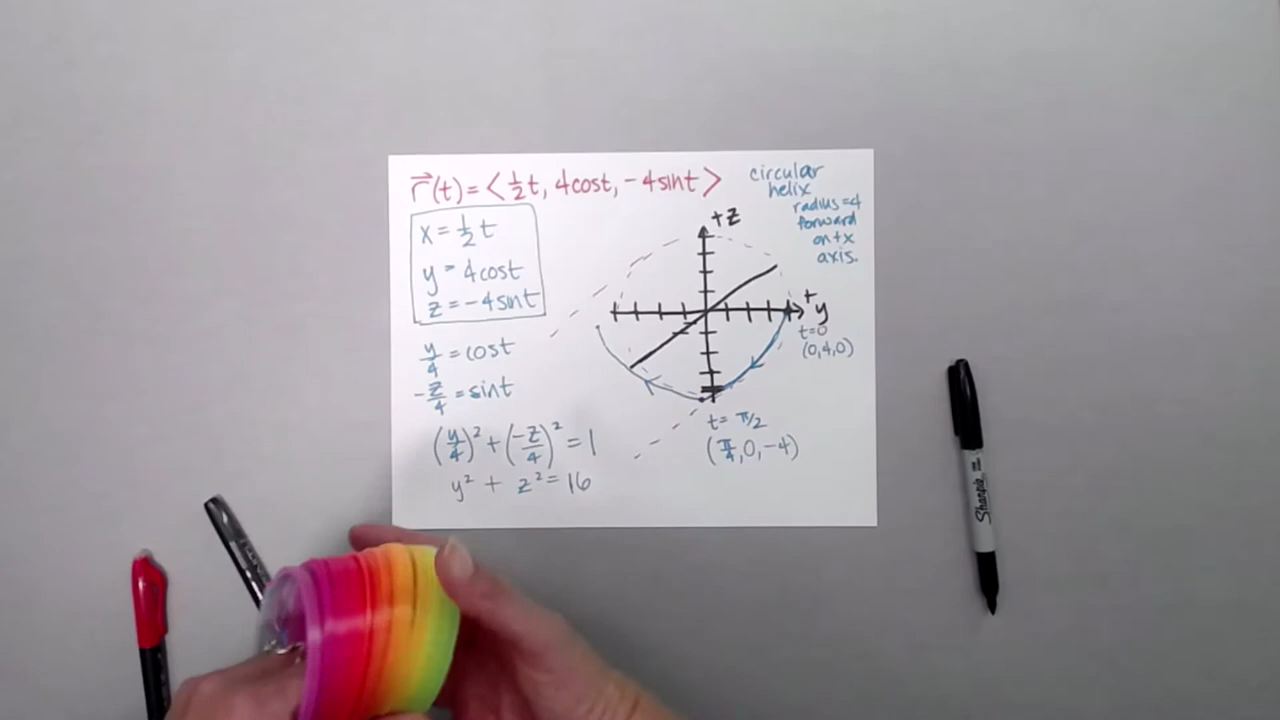 r⃗(t) = < ½t, 4cost, -4sint >
circular
helix
radius=4
forward
on +x
axis.
x = ½ t
y = 4cost
z = -4sint
+z
+y
t=0
(0,4,0)
y/4 = cost
-z/4 = sint
(y/4)² + (-z/4)² = 1
y² + z² = 16
t = π/2
(π/4, 0, -4)
Sharpie